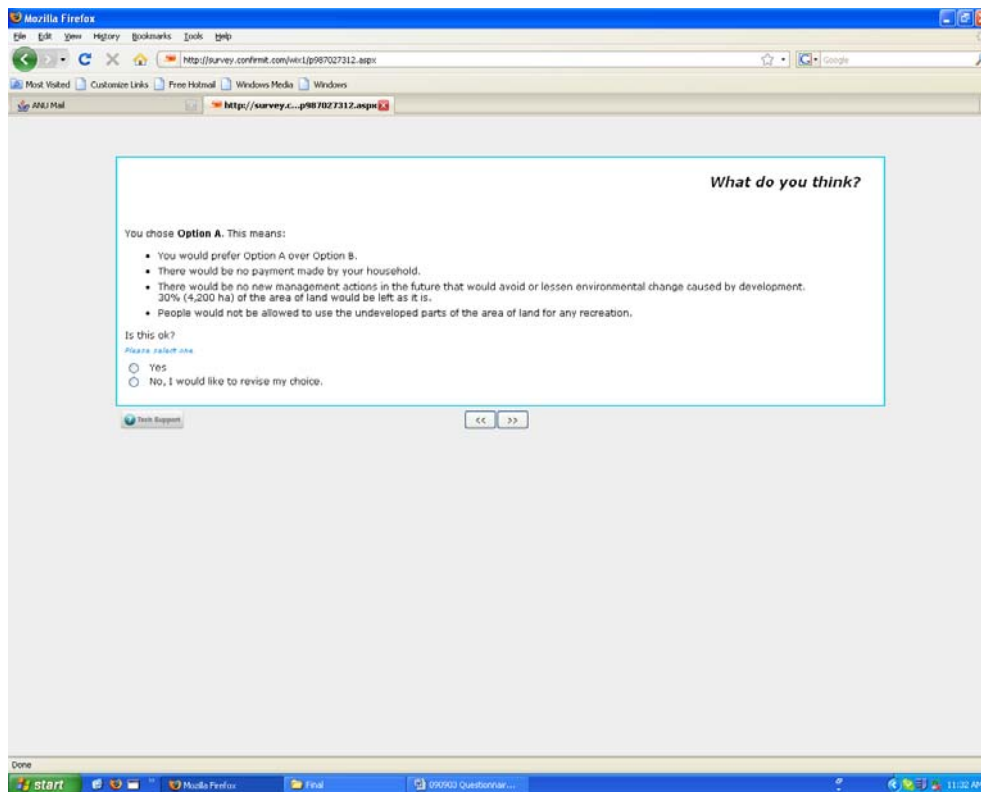 Mozilla Firefox
File Edit View History Bookmarks Tools Help
http://survey.confirmit.com/wix1/p987027312.aspx
Google
Most Visited Customize Links Free Hotmail Windows Media Windows
ANU Mail
http://survey.c...p987027312.aspx
What do you think?
You chose Option A. This means:
• You would prefer Option A over Option B.
• There would be no payment made by your household.
• There would be no new management actions in the future that would avoid or lessen environmental change caused by development.
30% (4,200 ha) of the area of land would be left as it is.
• People would not be allowed to use the undeveloped parts of the area of land for any recreation.
Is this ok?
Please select one
Yes
No, I would like to revise my choice.
Tech Support
<< >>
Done
start Mozilla Firefox Final 090903 Questionnair... 11:32 AM